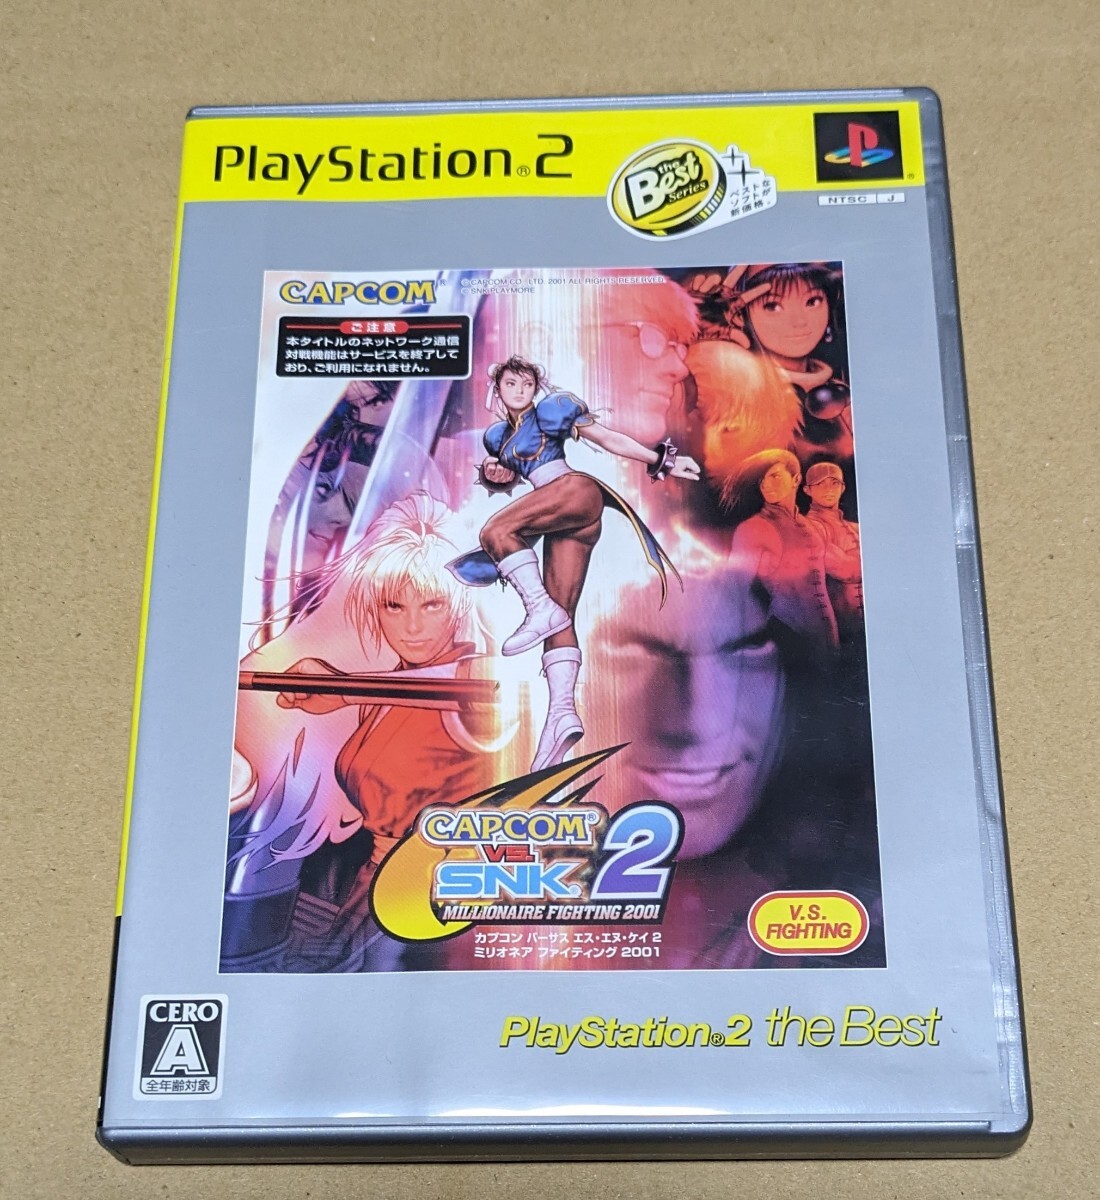 PlayStation®2
the
Best
Series
ベストな
ソフトが
新価格。
®
NTSC J
CAPCOM®
© CAPCOM CO., LTD. 2001 ALL RIGHTS RESERVED.
© SNK PLAYMORE
ご注意
本タイトルのネットワーク通信
対戦機能はサービスを終了して
おり、ご利用になれません。
CAPCOM®
VS.
SNK® 2
MILLIONAIRE FIGHTING 2001
カプコン バーサス エス・エヌ・ケイ 2
ミリオネア ファイティング 2001
V.S.
FIGHTING
CERO
A
全年齢対象
PlayStation®2 the Best